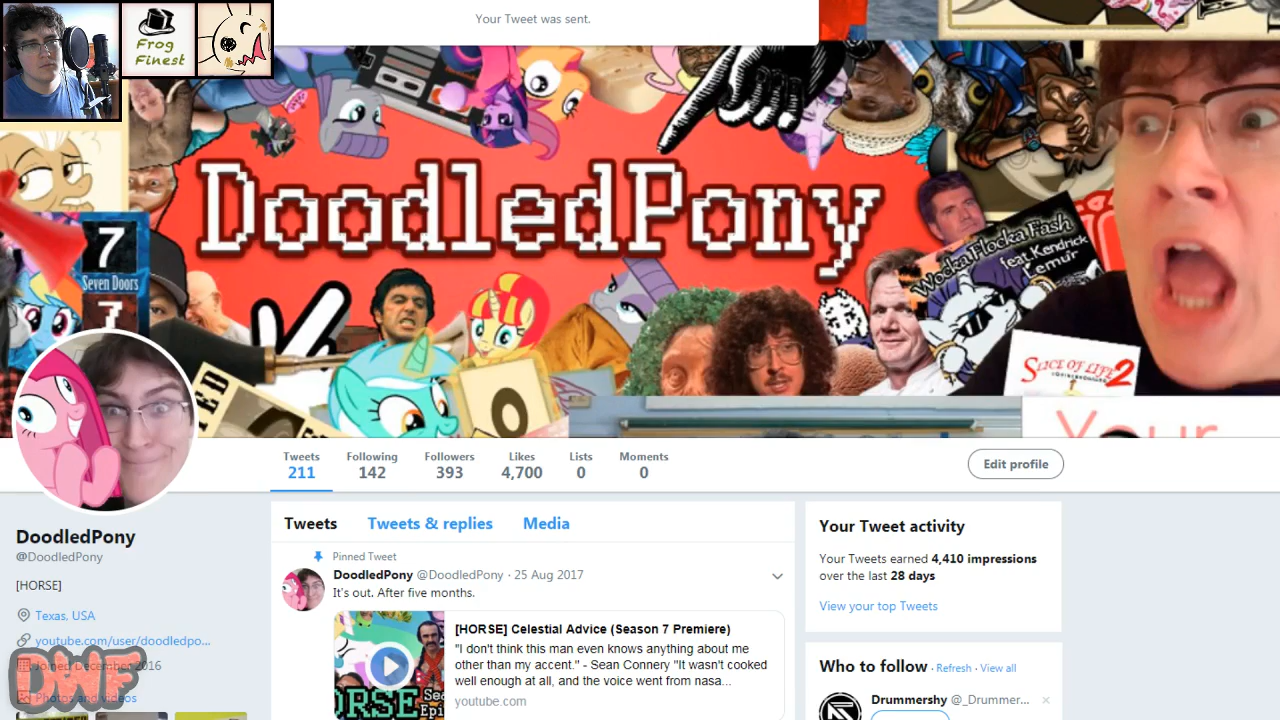 Your Tweet was sent.
Frog
Finest
DoodledPony
7
Seven Doors
7
Wocka Flocka Fash
feat. Kendrick
Lemur
SLICE OF LIFE 2
Your
Tweets
211
Following
142
Followers
393
Likes
4,700
Lists
0
Moments
0
Edit profile
DoodledPony
@DoodledPony
[HORSE]
Texas, USA
youtube.com/user/doodledpo...
Joined December 2016
Photos and videos
DWF
Tweets Tweets & replies Media
Pinned Tweet
DoodledPony @DoodledPony · 25 Aug 2017
It's out. After five months.
[HORSE] Celestial Advice (Season 7 Premiere)
"I don't think this man even knows anything about me
other than my accent." - Sean Connery "It wasn't cooked
well enough at all, and the voice went from nasa...
youtube.com
Your Tweet activity
Your Tweets earned 4,410 impressions
over the last 28 days
View your top Tweets
Who to follow · Refresh · View all
Drummershy @_Drummer...